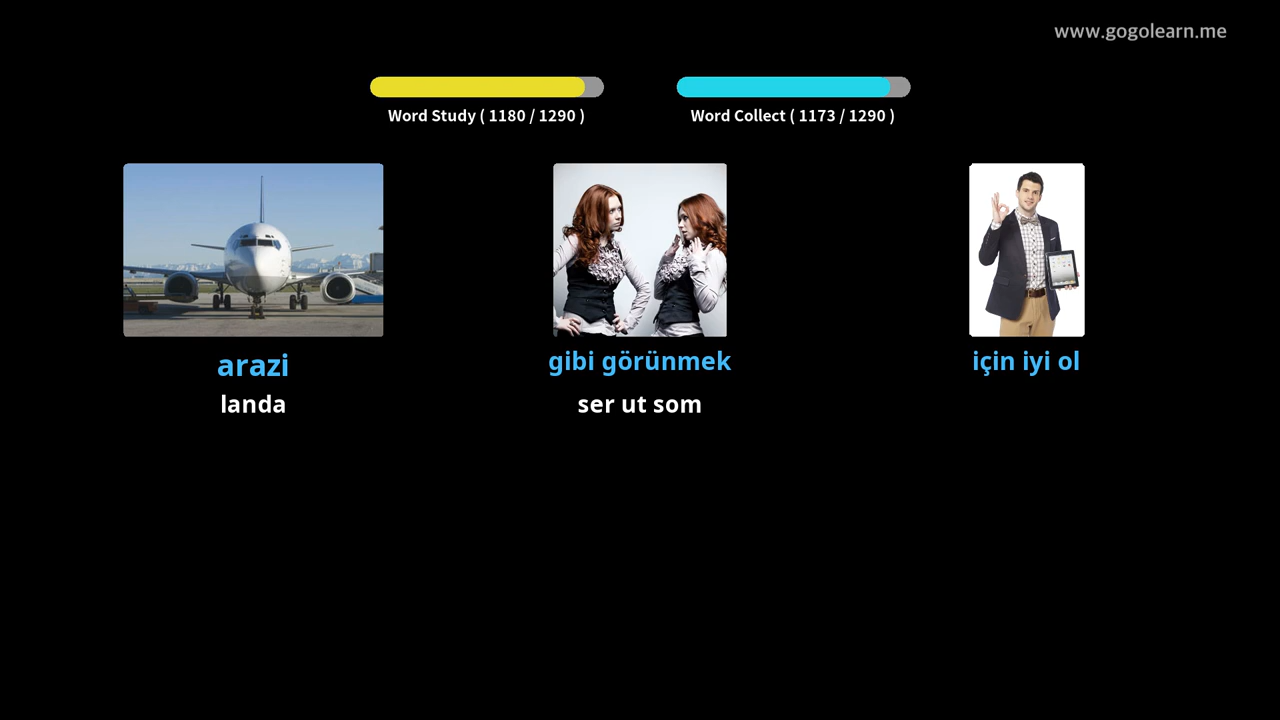 www.gogolearn.me
Word Study ( 1180 / 1290 )
Word Collect ( 1173 / 1290 )
arazi
gibi görünmek
için iyi ol
landa
ser ut som